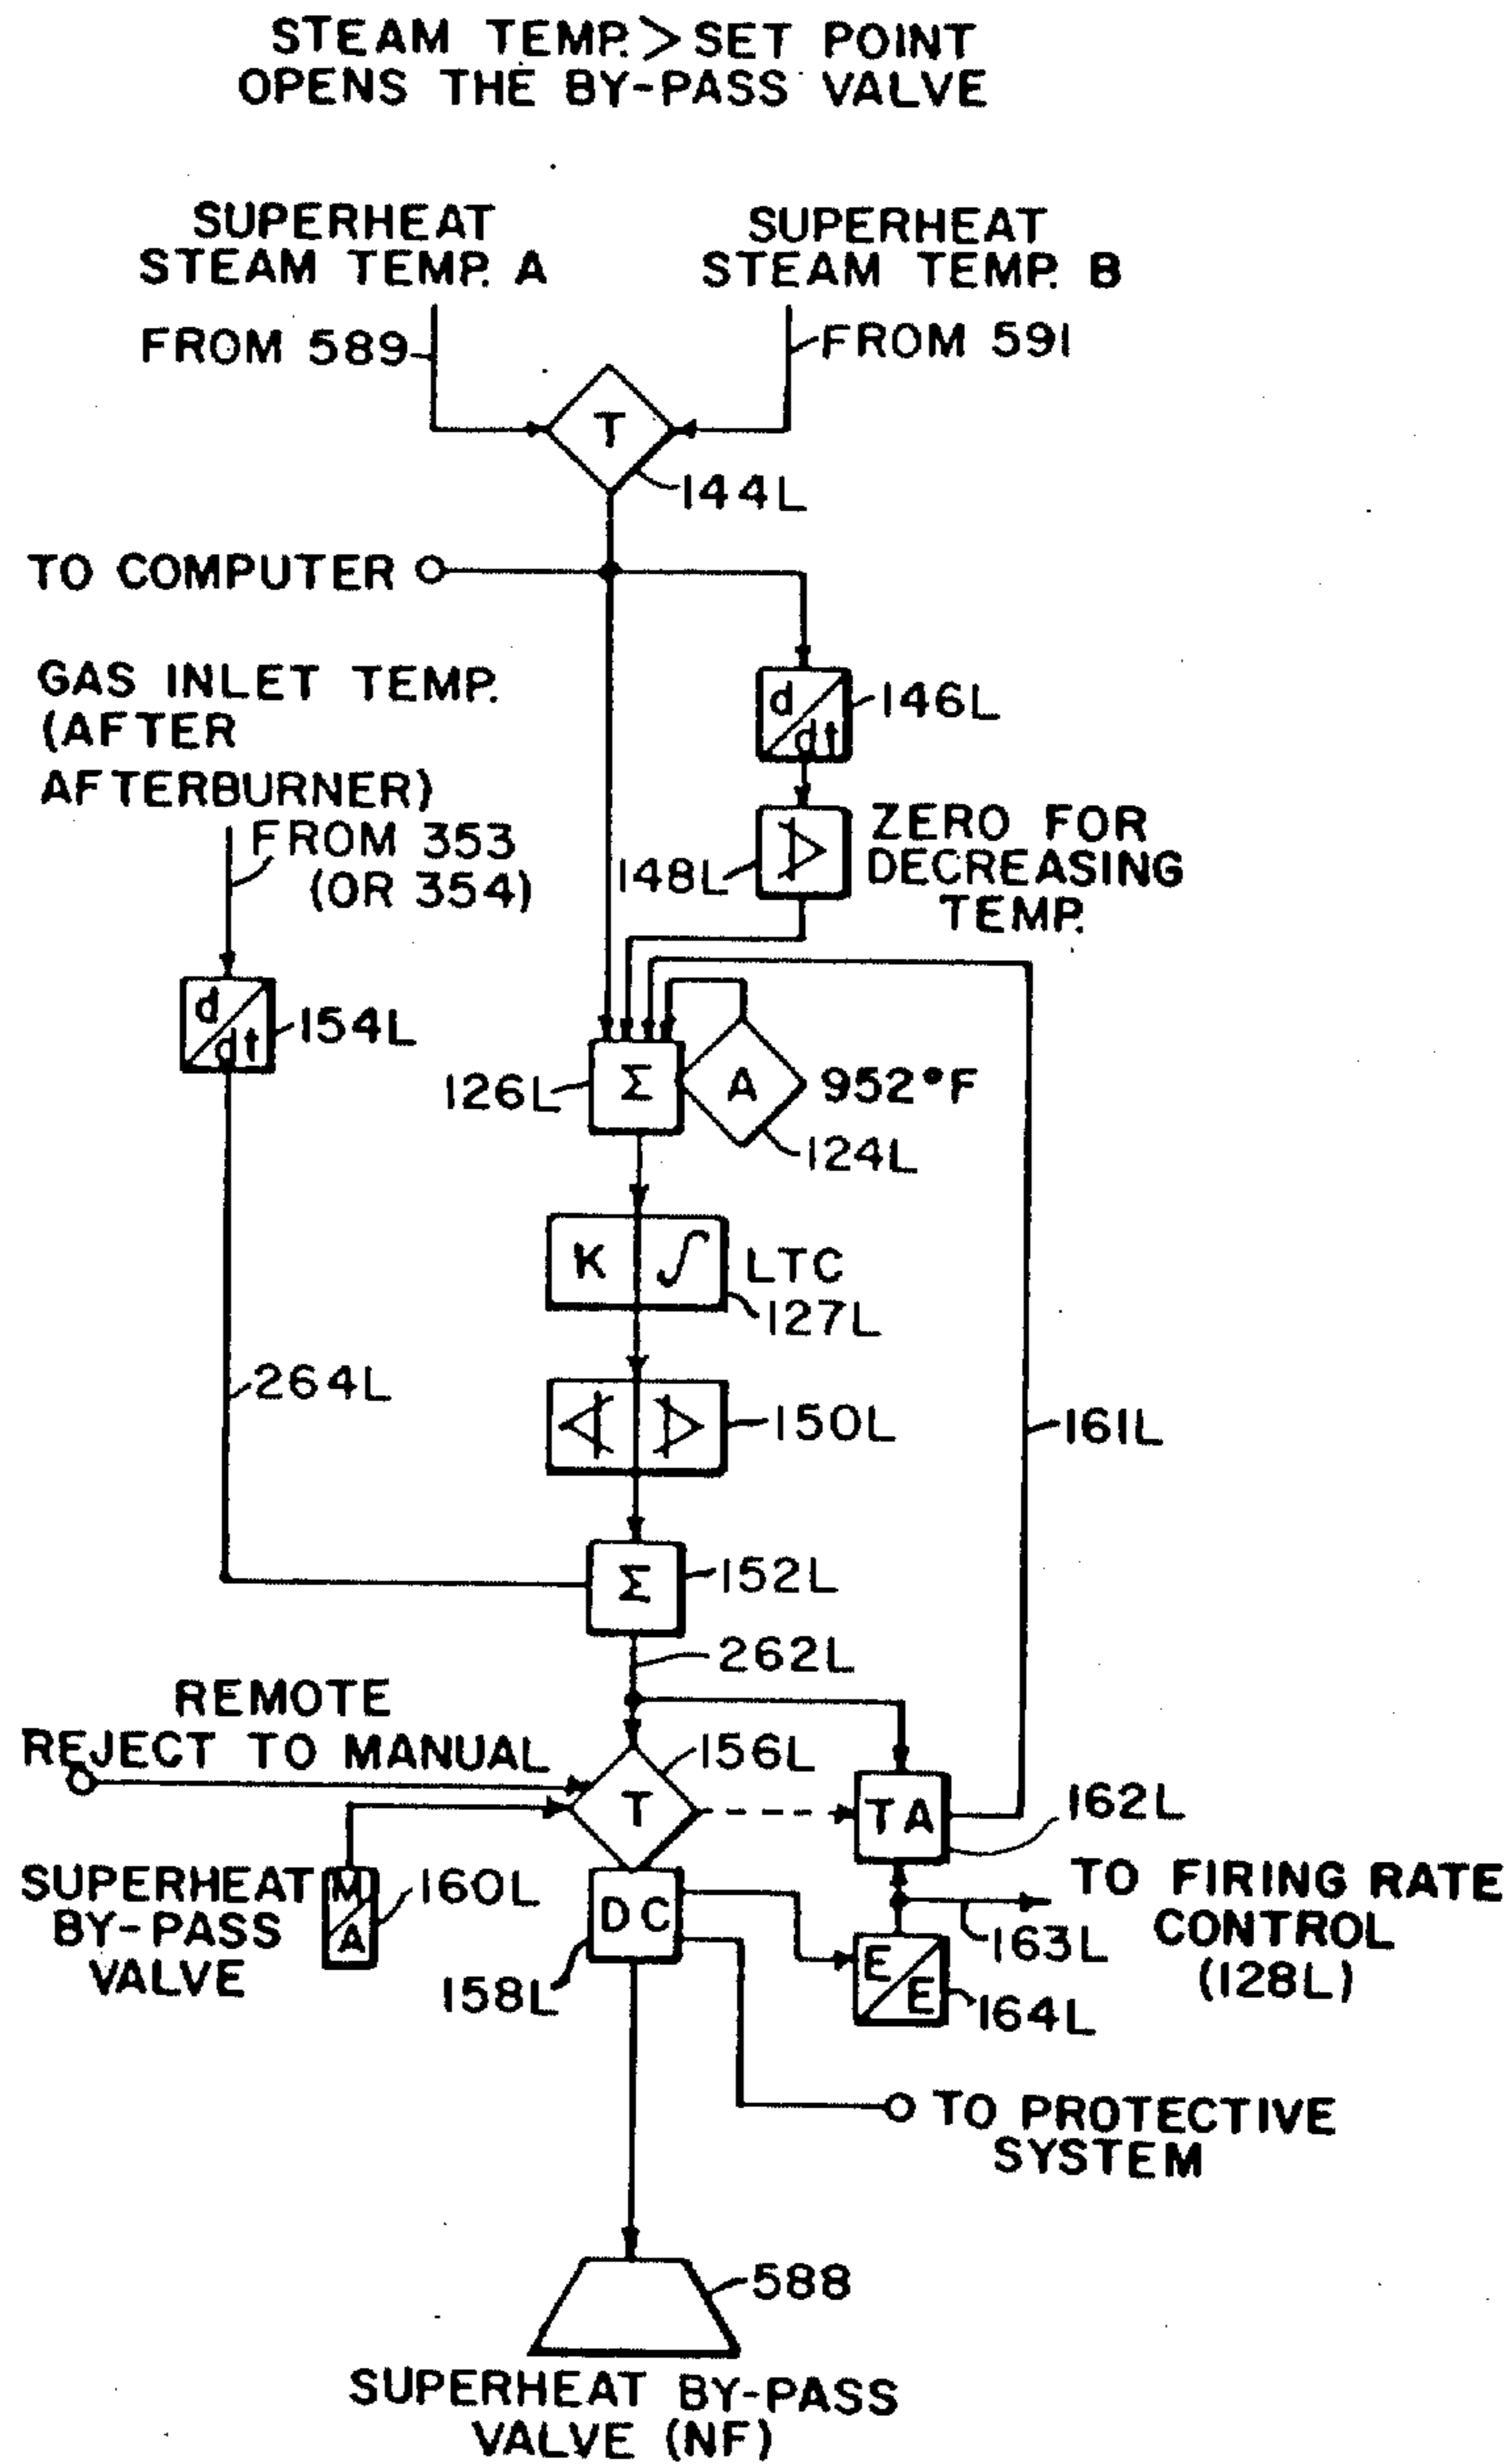 STEAM TEMP. > SET POINT
OPENS THE BY-PASS VALVE
SUPERHEAT
STEAM TEMP. A
SUPERHEAT
STEAM TEMP. B
FROM 589
FROM 591
T
144L
TO COMPUTER
GAS INLET TEMP.
(AFTER
AFTERBURNER)
FROM 353
(OR 354)
d
dt
146L
148L
ZERO FOR
DECREASING
TEMP.
d
dt
154L
126L
Σ
A
952°F
124L
K
∫
LTC
127L
264L
150L
161L
Σ
152L
262L
REMOTE
REJECT TO MANUAL
156L
T
TA
162L
SUPERHEAT
BY-PASS
VALVE
M
A
160L
DC
158L
TO FIRING RATE
CONTROL
(128L)
163L
E
E
164L
TO PROTECTIVE
SYSTEM
588
SUPERHEAT BY-PASS
VALVE (NF)